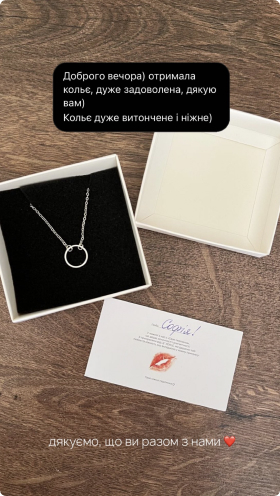 Доброго вечора) отримала
кольє, дуже задоволена, дякую
вам)
Кольє дуже витончене і ніжне)
Софія!
дякуємо, що ви разом з нами ❤️